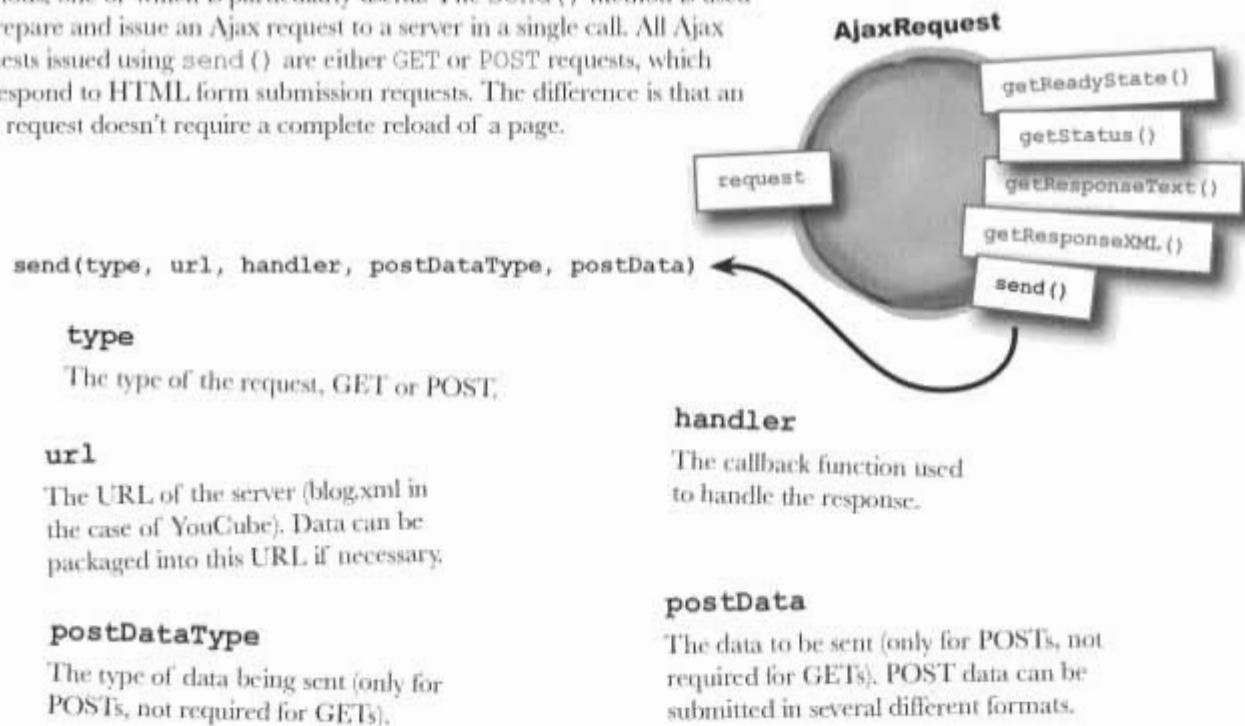 prepare and issue an Ajax request to a server in a single call. All Ajax
requests issued using send() are either GET or POST requests, which
respond to HTML form submission requests. The difference is that an
request doesn't require a complete reload of a page.
AjaxRequest
getReadyState()
getStatus()
request
getResponseText()
getResponseXML()
send()
send(type, url, handler, postDataType, postData)
type
The type of the request, GET or POST.
url
The URL of the server (blog.xml in
the case of YouCube). Data can be
packaged into this URL if necessary.
handler
The callback function used
to handle the response.
postDataType
The type of data being sent (only for
POSTs, not required for GETs).
postData
The data to be sent (only for POSTs, not
required for GETs). POST data can be
submitted in several different formats.